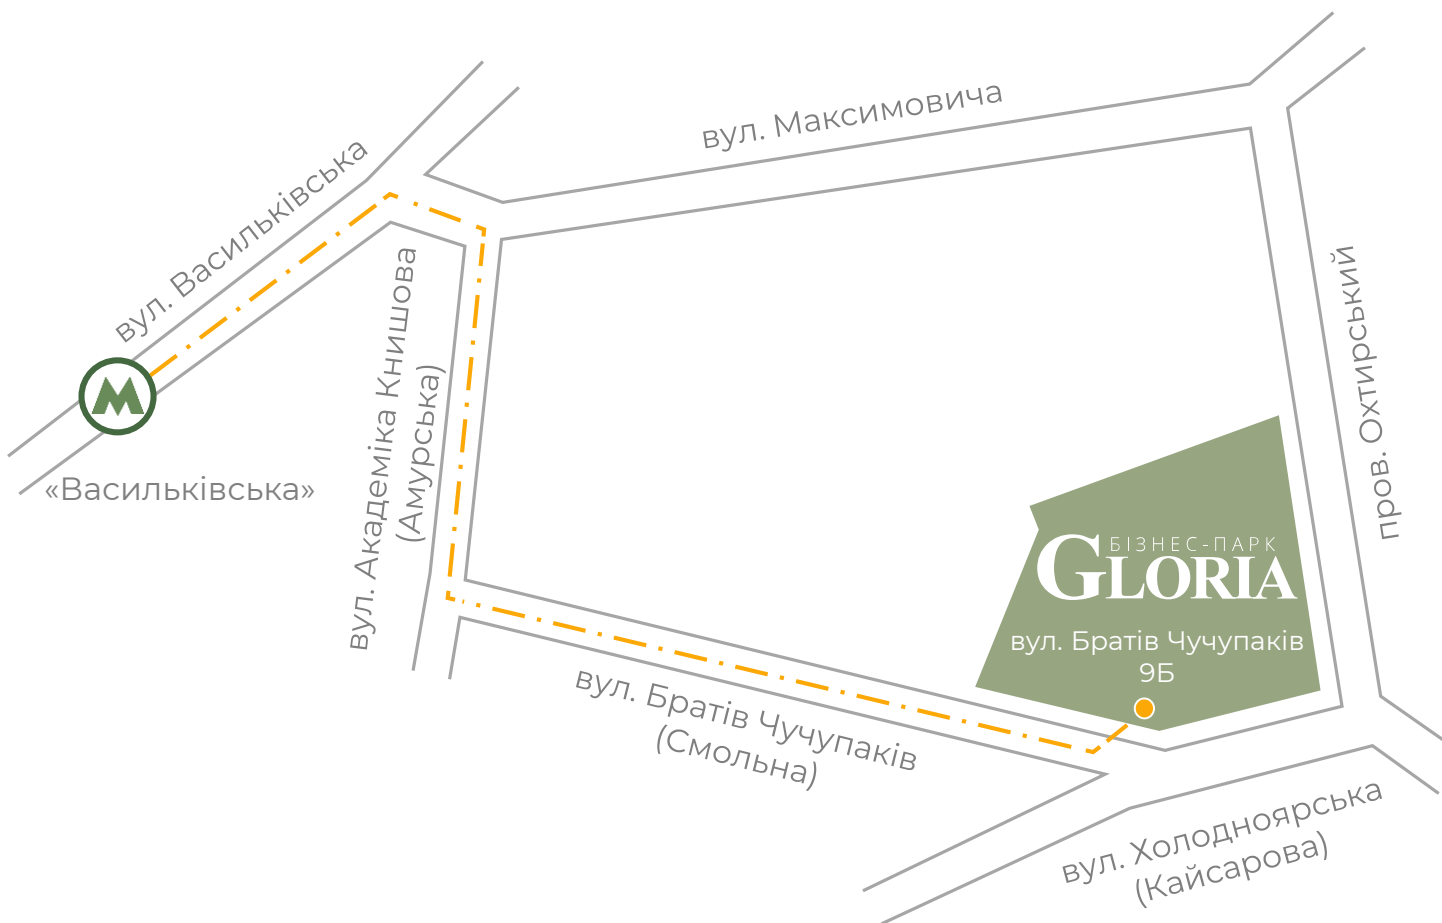 вул. Максимовича
вул. Васильківська
М
«Васильківська»
вул. Академіка Книшова
(Амурська)
пров. Охтирський
БІЗНЕС-ПАРК
GLORIA
вул. Братів Чучупаків
9Б
вул. Братів Чучупаків
(Смольна)
вул. Холодноярська
(Кайсарова)